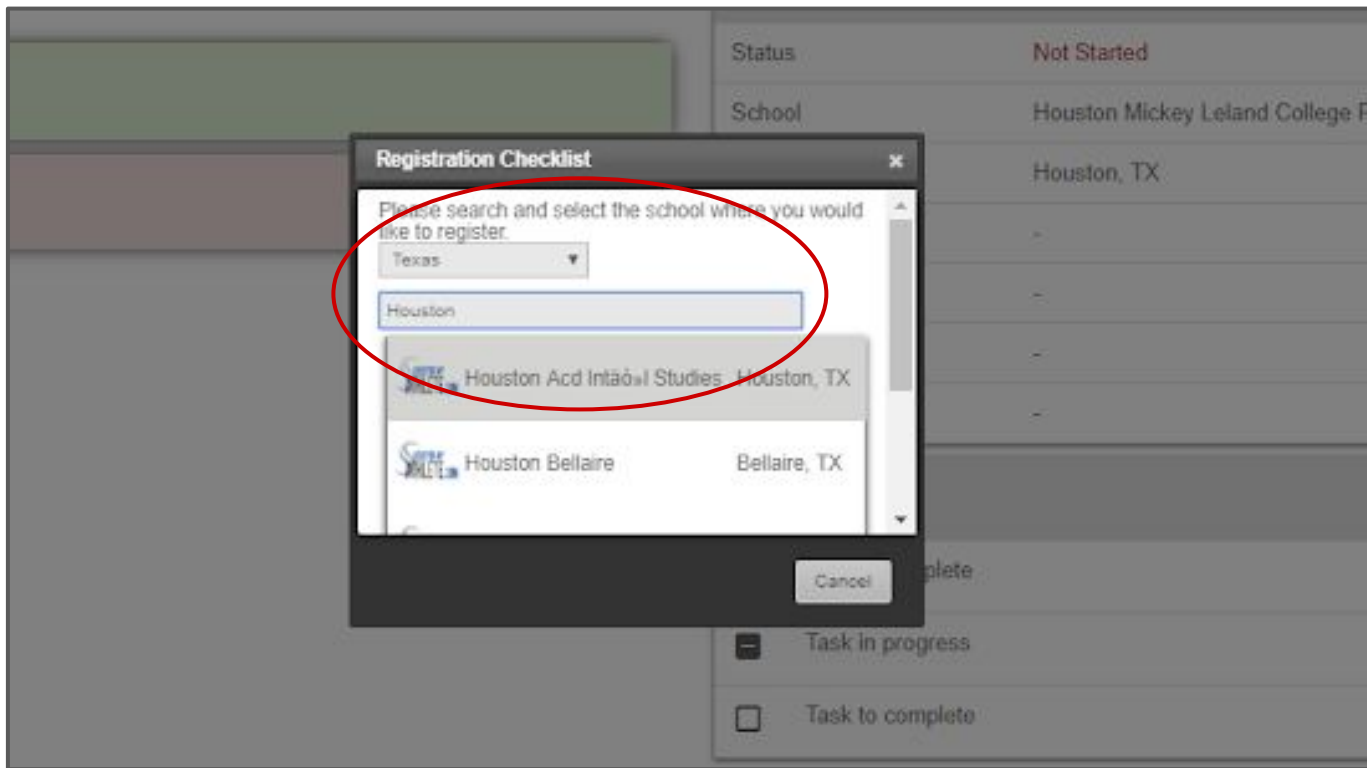 Status Not Started
School Houston Mickey Leland College
Houston, TX
-
-
-
-
Registration Checklist ×
Please search and select the school where you would
like to register.
Texas
Houston
Houston Acd Intäö»l Studies Houston, TX
Houston Bellaire Bellaire, TX
Cancel
plete
Task in progress
Task to complete